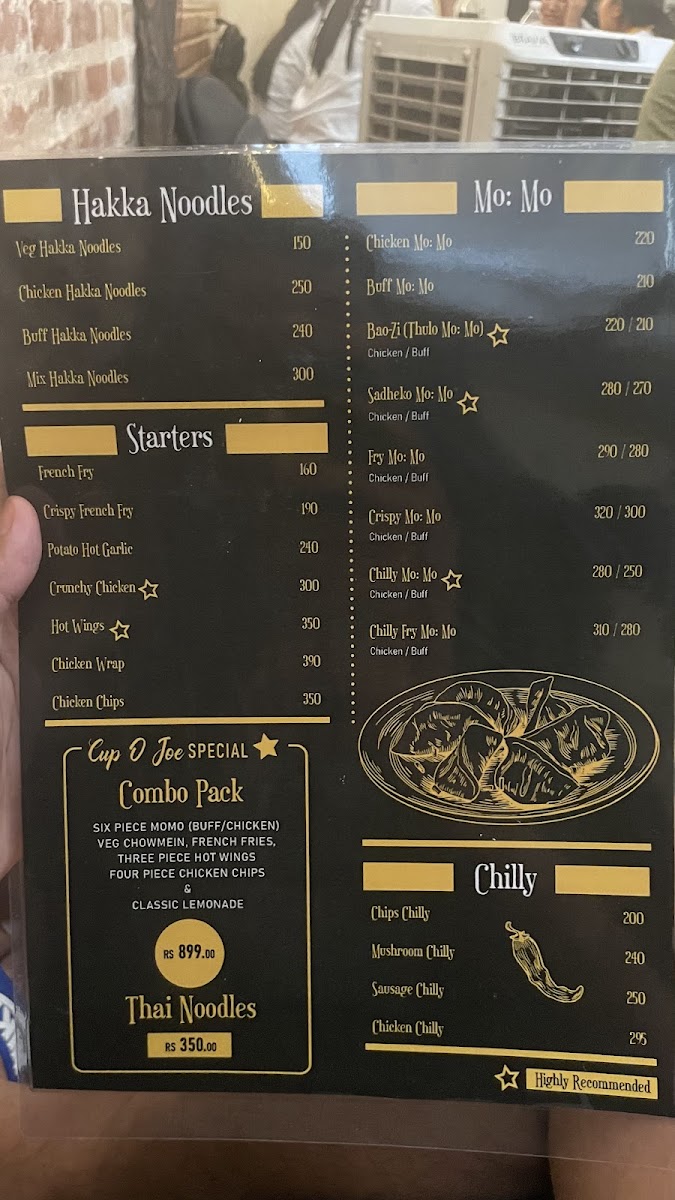 Hakka Noodles
Veg Hakka Noodles 150
Chicken Hakka Noodles 250
Buff Hakka Noodles 240
Mix Hakka Noodles 300
Starters
French Fry 160
Crispy French Fry 190
Potato Hot Garlic 240
Crunchy Chicken 300
Hot Wings 350
Chicken Wrap 390
Chicken Chips 350
Cup O Joe SPECIAL
Combo Pack
SIX PIECE MOMO (BUFF/CHICKEN)
VEG CHOWMEIN, FRENCH FRIES,
THREE PIECE HOT WINGS
FOUR PIECE CHICKEN CHIPS
&
CLASSIC LEMONADE
RS 899.00
Thai Noodles
RS 350.00
Mo: Mo
Chicken Mo: Mo 220
Buff Mo: Mo 210
Bao-Zi (Thulo Mo: Mo) 220 / 210
Chicken / Buff
Sadheko Mo: Mo 280 / 270
Chicken / Buff
Fry Mo: Mo 290 / 280
Chicken / Buff
Crispy Mo: Mo 320 / 300
Chicken / Buff
Chilly Mo: Mo 280 / 250
Chicken / Buff
Chilly Fry Mo: Mo 310 / 280
Chicken / Buff
Chilly
Chips Chilly 200
Mushroom Chilly 240
Sausage Chilly 250
Chicken Chilly 295
Highly Recommended